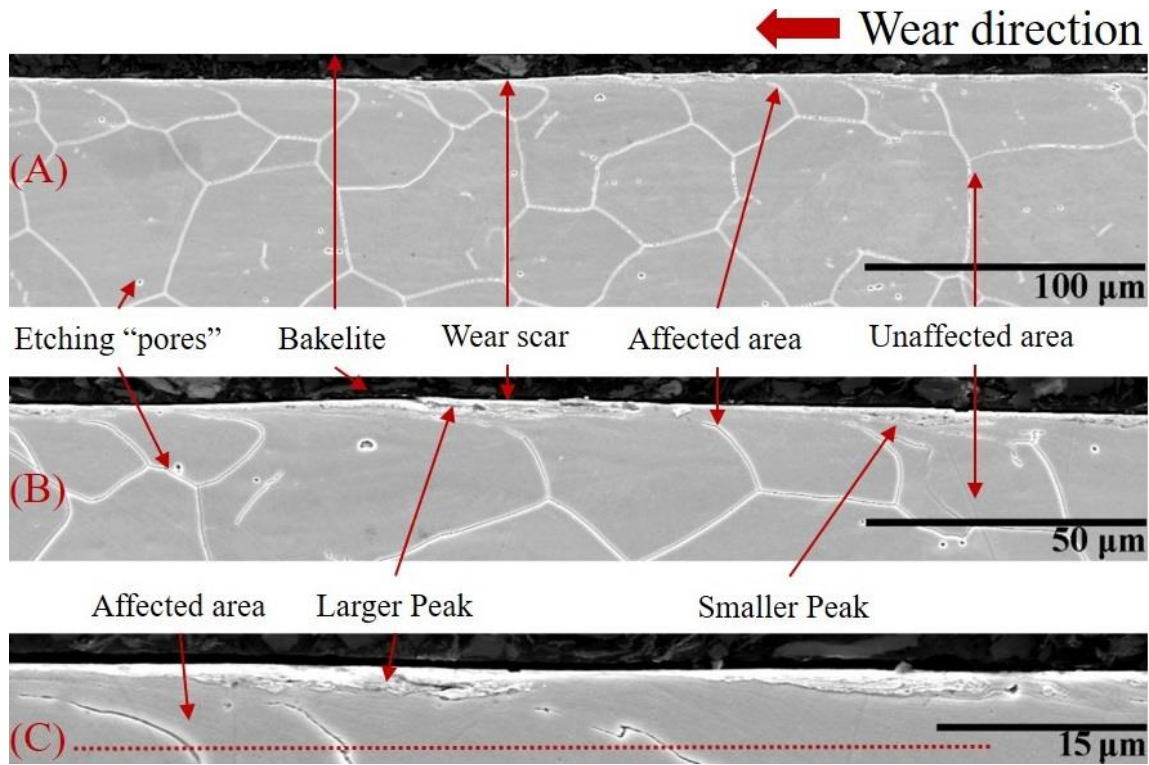 Wear direction
(A)
100 µm
Etching “pores” Bakelite Wear scar Affected area Unaffected area
(B)
50 µm
Affected area Larger Peak Smaller Peak
(C)
15 µm